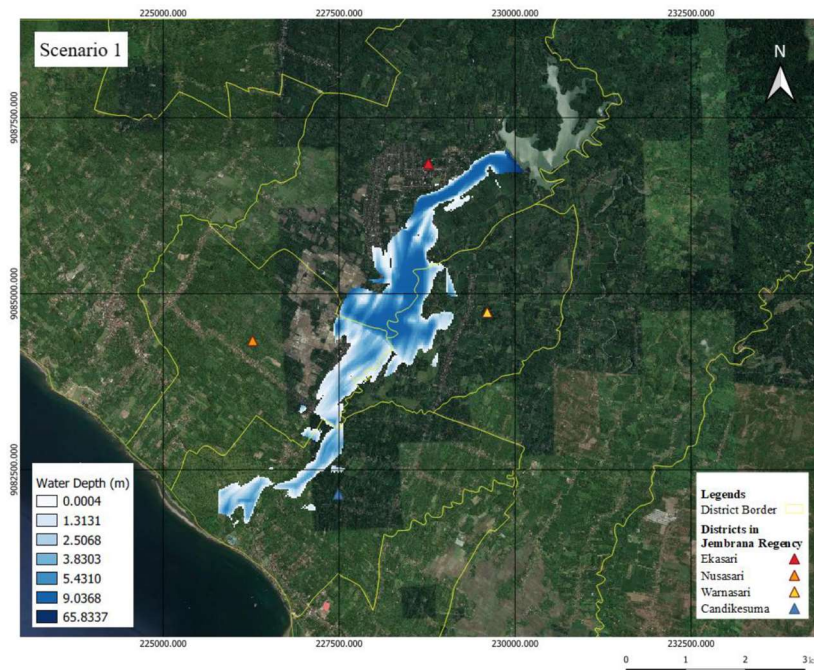 225000.000 227500.000 230000.000 232500.000
Scenario 1
N
9087500.000
9085000.000
9082500.000
Water Depth (m)
0.0004
1.3131
2.5068
3.8303
5.4310
9.0368
65.8337
Legends
District Border
Districts in
Jembrana Regency
Ekasari
Nusasari
Warnasari
Candikesuma
225000.000 227500.000 230000.000 232500.000
0 1 2 3